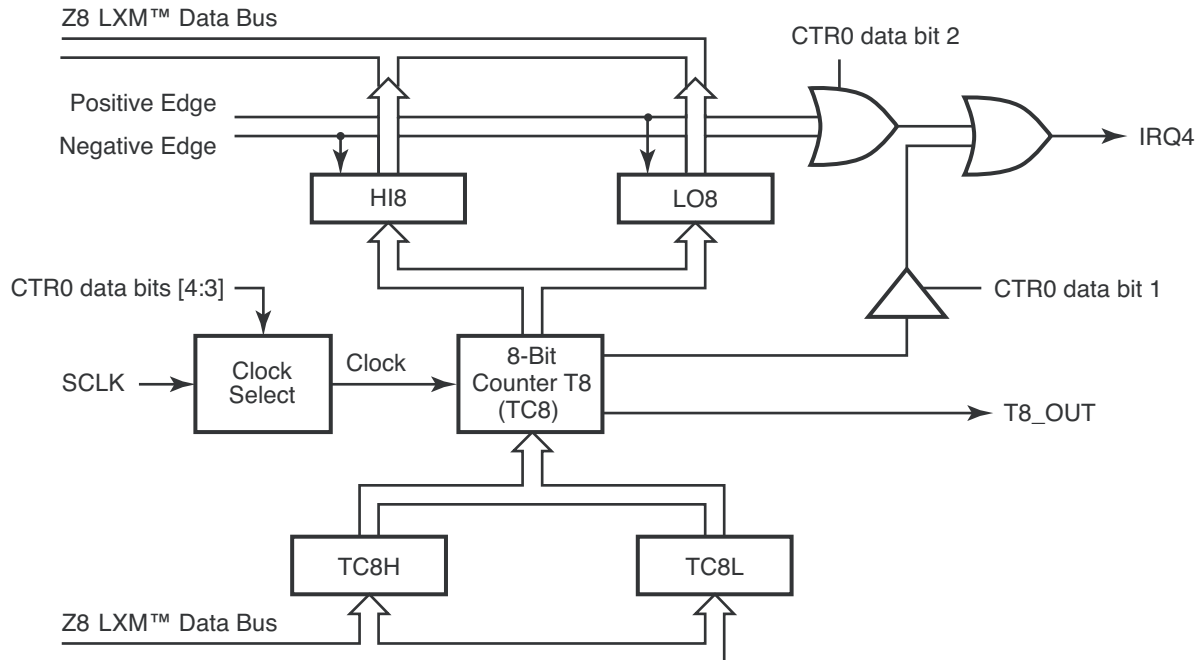 Z8 LXM™ Data Bus
CTR0 data bit 2
Positive Edge
Negative Edge
IRQ4
HI8
LO8
CTR0 data bits [4:3]
CTR0 data bit 1
SCLK
Clock
Select
Clock
8-Bit
Counter T8
(TC8)
T8_OUT
TC8H
TC8L
Z8 LXM™ Data Bus